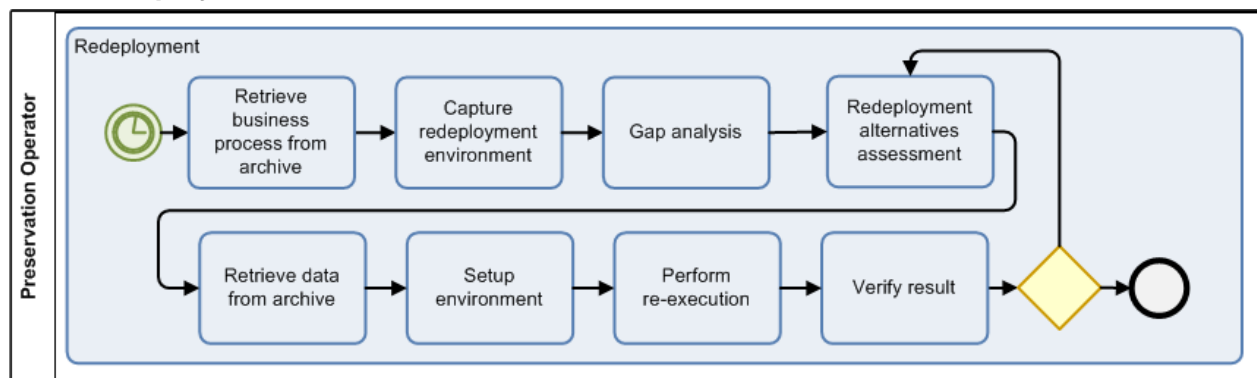 Preservation Operator
Redeployment
Retrieve
business
process from
archive
Capture
redeployment
environment
Gap analysis
Redeployment
alternatives
assessment
Retrieve data
from archive
Setup
environment
Perform
re-execution
Verify result